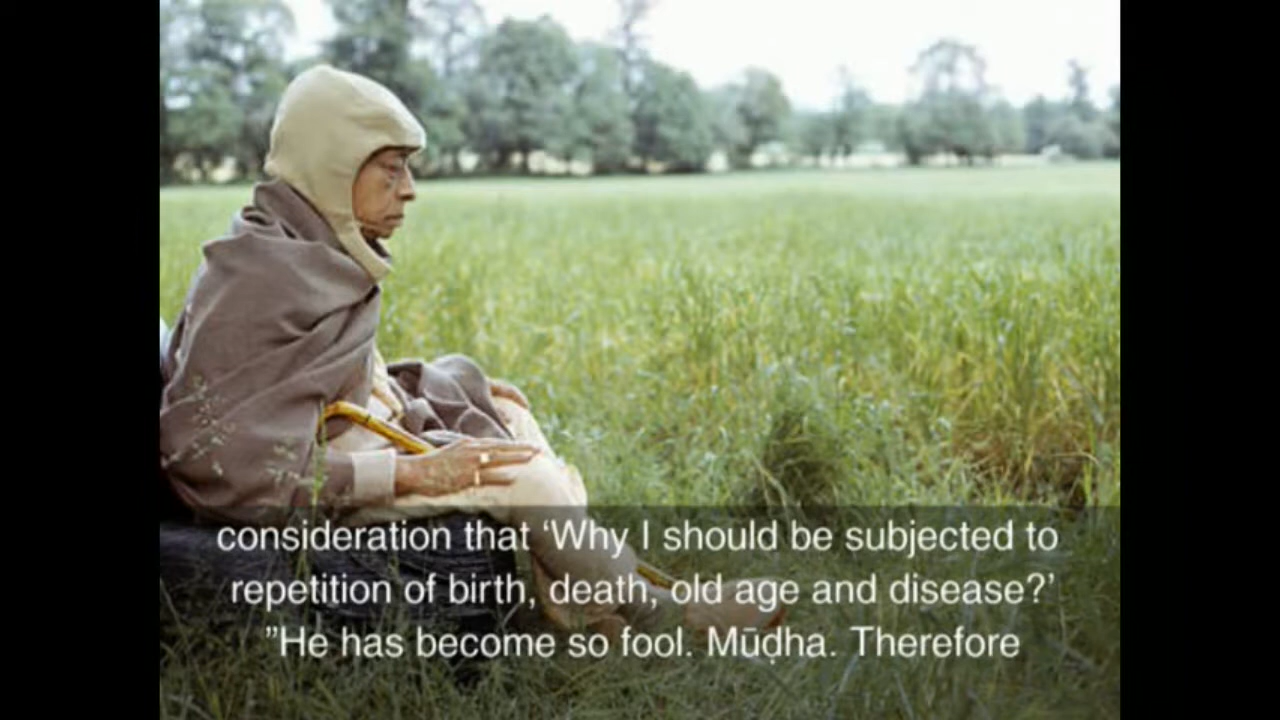 consideration that ‘Why I should be subjected to
repetition of birth, death, old age and disease?’
”He has become so fool. Mūḍha. Therefore